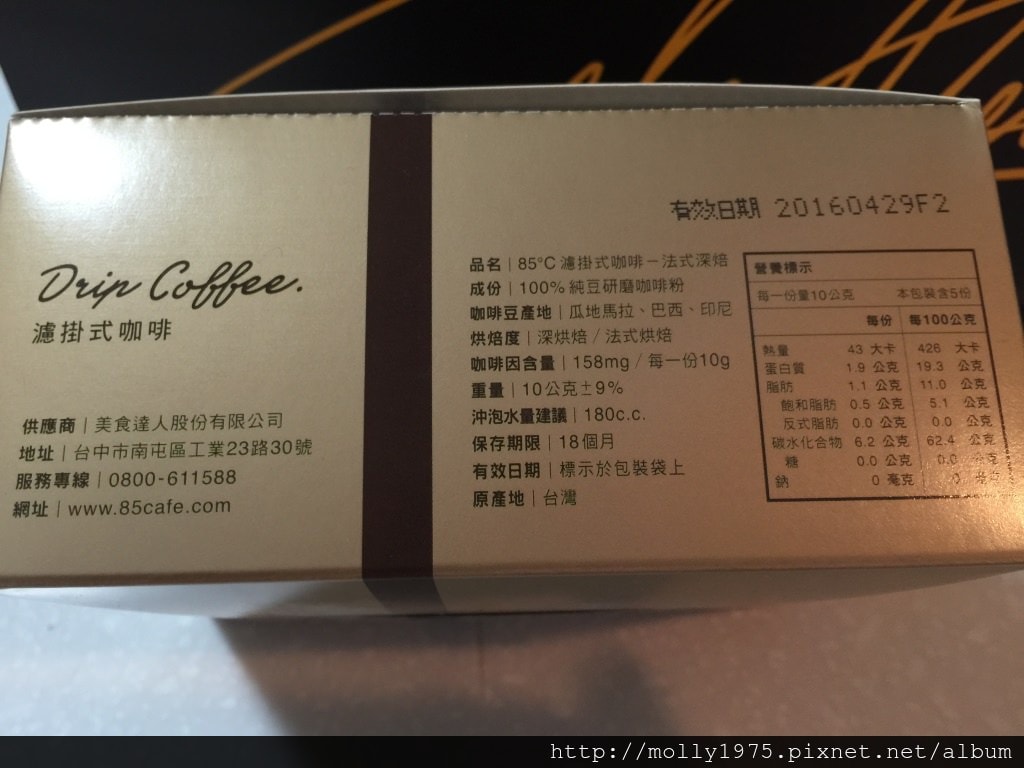 有效日期 20160429F2
Drip Coffee.
濾掛式咖啡
供應商｜美食達人股份有限公司
地址｜台中市南屯區工業23路30號
服務專線｜0800-611588
網址｜www.85cafe.com
品名｜85°C 濾掛式咖啡－法式深焙
成份｜100% 純豆研磨咖啡粉
咖啡豆產地｜瓜地馬拉、巴西、印尼
烘焙度｜深烘焙／法式烘焙
咖啡因含量｜158mg／每一份10g
重量｜10公克±9%
沖泡水量建議｜180c.c.
保存期限｜18個月
有效日期｜標示於包裝袋上
原產地｜台灣
營養標示
每一份量10公克 本包裝含5份
每份 每100公克
熱量 43 大卡 426 大卡
蛋白質 1.9 公克 19.3 公克
脂肪 1.1 公克 11.0 公克
飽和脂肪 0.5 公克 5.1 公克
反式脂肪 0.0 公克 0.0 公克
碳水化合物 6.2 公克 62.4 公克
糖 0.0 公克 0.0 公克
鈉 0 毫克 0 毫克
http://molly1975.pixnet.net/album